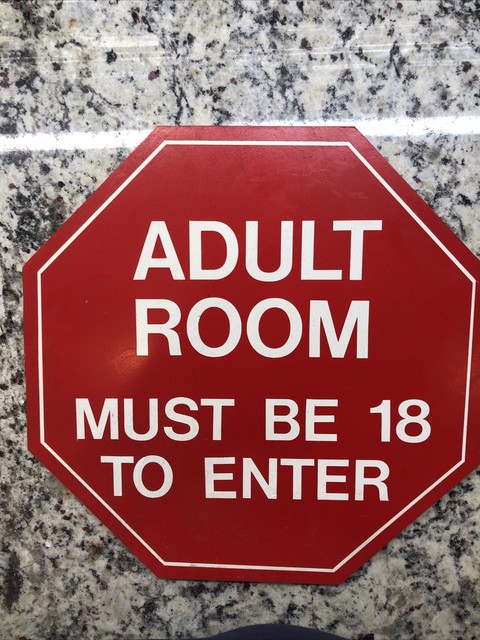 ADULT
ROOM
MUST BE 18
TO ENTER